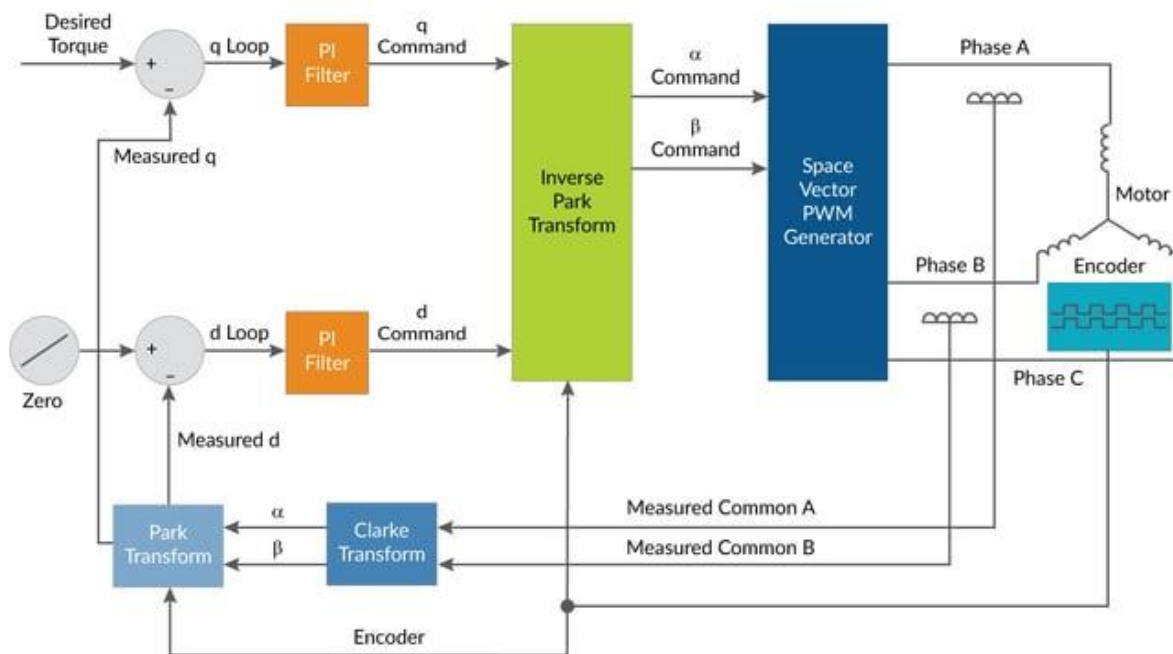 Desired
Torque
+
−
q Loop
PI
Filter
q
Command
Measured q
Inverse
Park
Transform
α
Command
β
Command
Space
Vector
PWM
Generator
Phase A
Motor
Phase B
Encoder
Phase C
Zero
+
−
d Loop
PI
Filter
d
Command
Measured d
Park
Transform
α
β
Clarke
Transform
Measured Common A
Measured Common B
Encoder